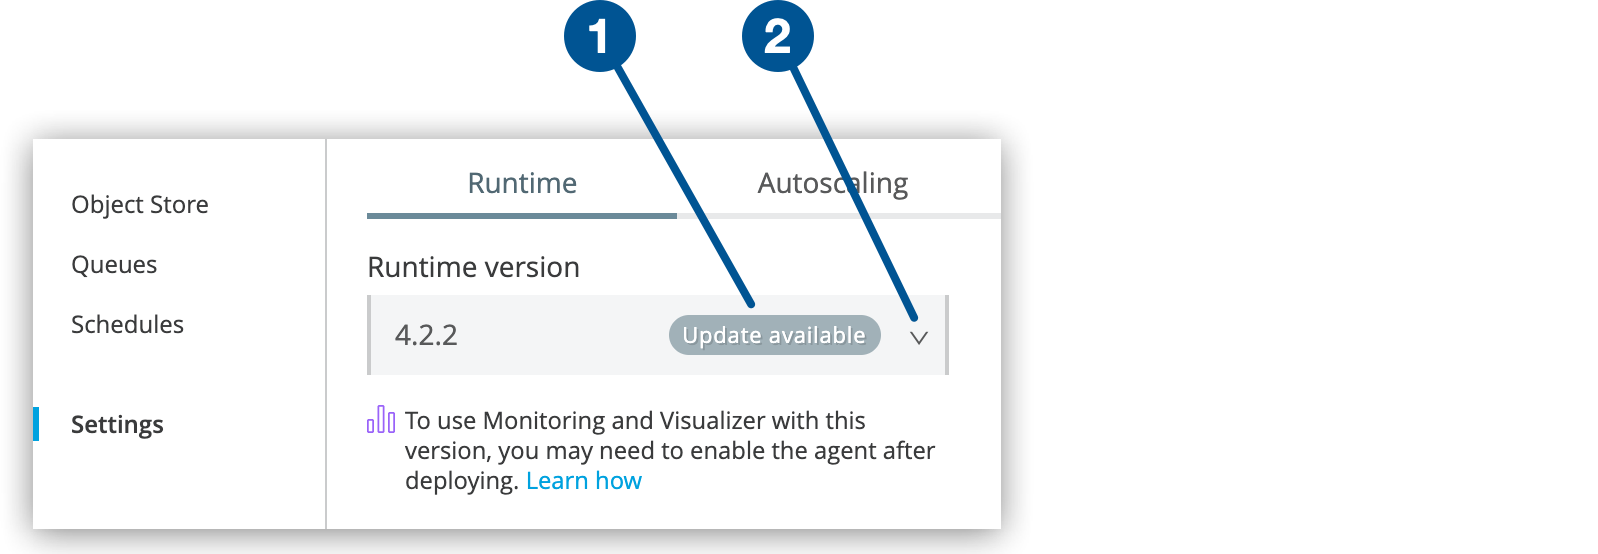 1
2
Object Store
Queues
Schedules
Settings
Runtime
Autoscaling
Runtime version
4.2.2
Update available
To use Monitoring and Visualizer with this
version, you may need to enable the agent after
deploying. Learn how